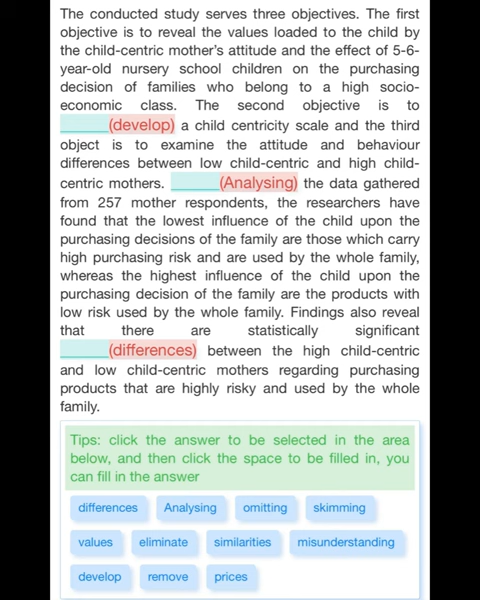 The conducted study serves three objectives. The first
objective is to reveal the values loaded to the child by
the child-centric mother's attitude and the effect of 5-6-
year-old nursery school children on the purchasing
decision of families who belong to a high socio-
economic class. The second objective is to
______(develop) a child centricity scale and the third
object is to examine the attitude and behaviour
differences between low child-centric and high child-
centric mothers. ______(Analysing) the data gathered
from 257 mother respondents, the researchers have
found that the lowest influence of the child upon the
purchasing decisions of the family are those which carry
high purchasing risk and are used by the whole family,
whereas the highest influence of the child upon the
purchasing decision of the family are the products with
low risk used by the whole family. Findings also reveal
that there are statistically significant
______(differences) between the high child-centric
and low child-centric mothers regarding purchasing
products that are highly risky and used by the whole
family.
Tips: click the answer to be selected in the area
below, and then click the space to be filled in, you
can fill in the answer
differences Analysing omitting skimming
values eliminate similarities misunderstanding
develop remove prices